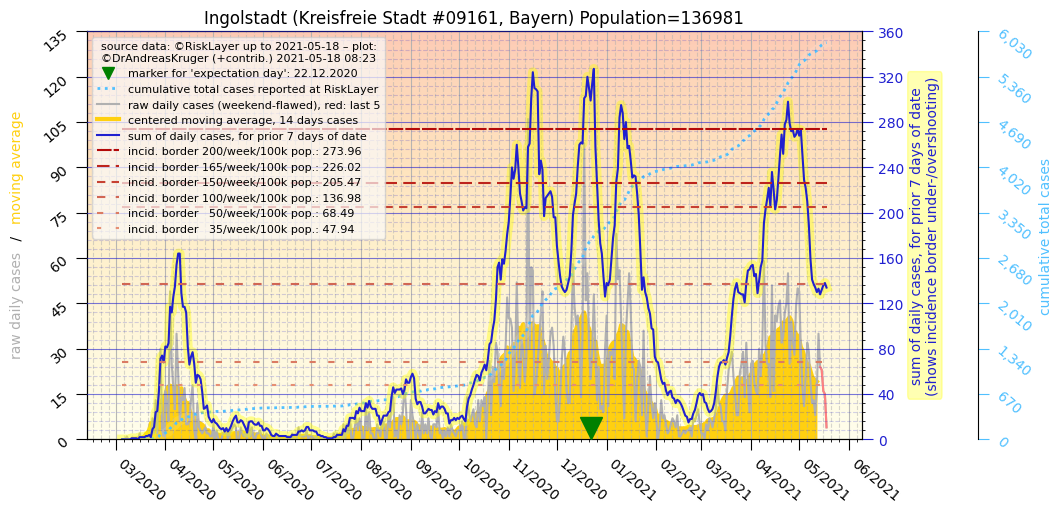 Ingolstadt (Kreisfreie Stadt #09161, Bayern) Population=136981
source data: ©RiskLayer up to 2021-05-18 – plot:
©DrAndreasKruger (+contrib.) 2021-05-18 08:23
marker for 'expectation day': 22.12.2020
cumulative total cases reported at RiskLayer
raw daily cases (weekend-flawed), red: last 5
centered moving average, 14 days cases
sum of daily cases, for prior 7 days of date
incid. border 200/week/100k pop.: 273.96
incid. border 165/week/100k pop.: 226.02
incid. border 150/week/100k pop.: 205.47
incid. border 100/week/100k pop.: 136.98
incid. border 50/week/100k pop.: 68.49
incid. border 35/week/100k pop.: 47.94
raw daily cases / moving average
135
120
105
90
75
60
45
30
15
0
03/2020
04/2020
05/2020
06/2020
07/2020
08/2020
09/2020
10/2020
11/2020
12/2020
01/2021
02/2021
03/2021
04/2021
05/2021
06/2021
360
320
280
240
200
160
120
80
40
0
sum of daily cases, for prior 7 days of date
(shows incidence border under-/overshooting)
6,030
5,360
4,690
4,020
3,350
2,680
2,010
1,340
670
0
cumulative total cases